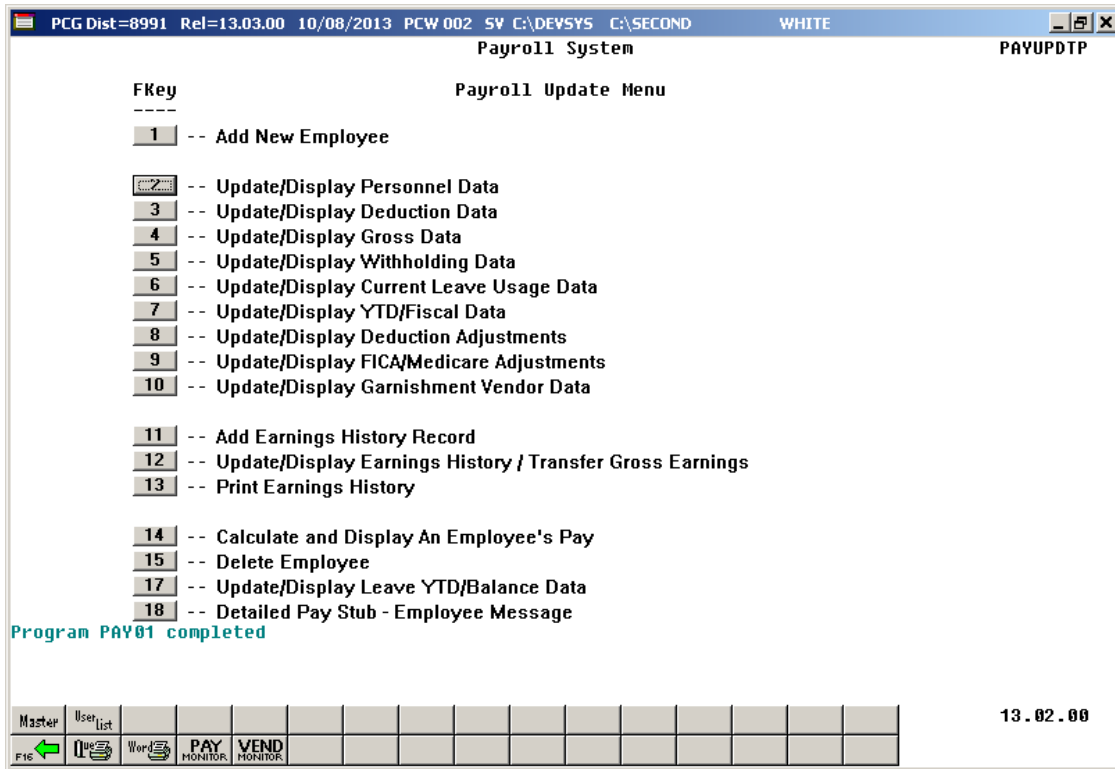 PCG Dist=8991 Rel=13.03.00 10/08/2013 PCW 002 SV C:\DEVSYS C:\SECOND WHITE
Payroll System PAYUPDTP
FKey Payroll Update Menu
----
1 -- Add New Employee
2 -- Update/Display Personnel Data
3 -- Update/Display Deduction Data
4 -- Update/Display Gross Data
5 -- Update/Display Withholding Data
6 -- Update/Display Current Leave Usage Data
7 -- Update/Display YTD/Fiscal Data
8 -- Update/Display Deduction Adjustments
9 -- Update/Display FICA/Medicare Adjustments
10 -- Update/Display Garnishment Vendor Data
11 -- Add Earnings History Record
12 -- Update/Display Earnings History / Transfer Gross Earnings
13 -- Print Earnings History
14 -- Calculate and Display An Employee's Pay
15 -- Delete Employee
17 -- Update/Display Leave YTD/Balance Data
18 -- Detailed Pay Stub - Employee Message
Program PAY01 completed
Master User List 13.02.00
F16 Que Word PAY MONITOR VEND MONITOR